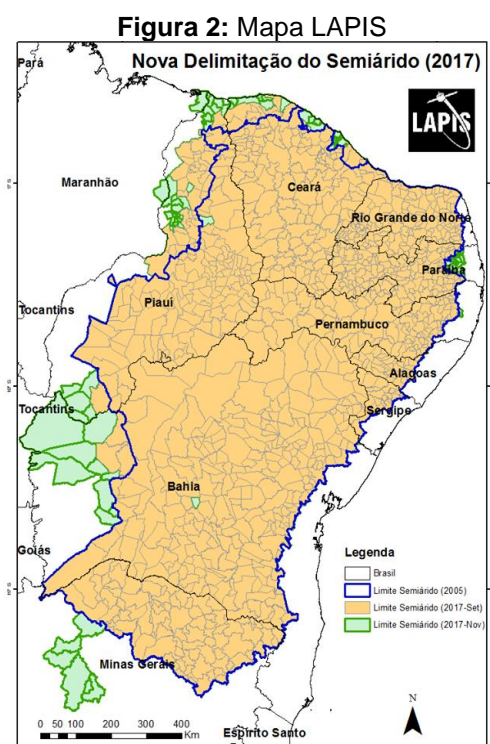 Figura 2: Mapa LAPIS
Pará
Nova Delimitação do Semiárido (2017)
LAPIS
Maranhão
Ceará
Rio Grande do Norte
Paraíba
Tocantins
Piauí
Pernambuco
Alagoas
Tocantins
Sergipe
Bahia
Goiás
Legenda
Brasil
Limite Semiárido (2005)
Limite Semiárido (2017-Set)
Limite Semiárido (2017-Nov)
Minas Gerais
N
0 50 100 200 300 400
Km
Espírito Santo